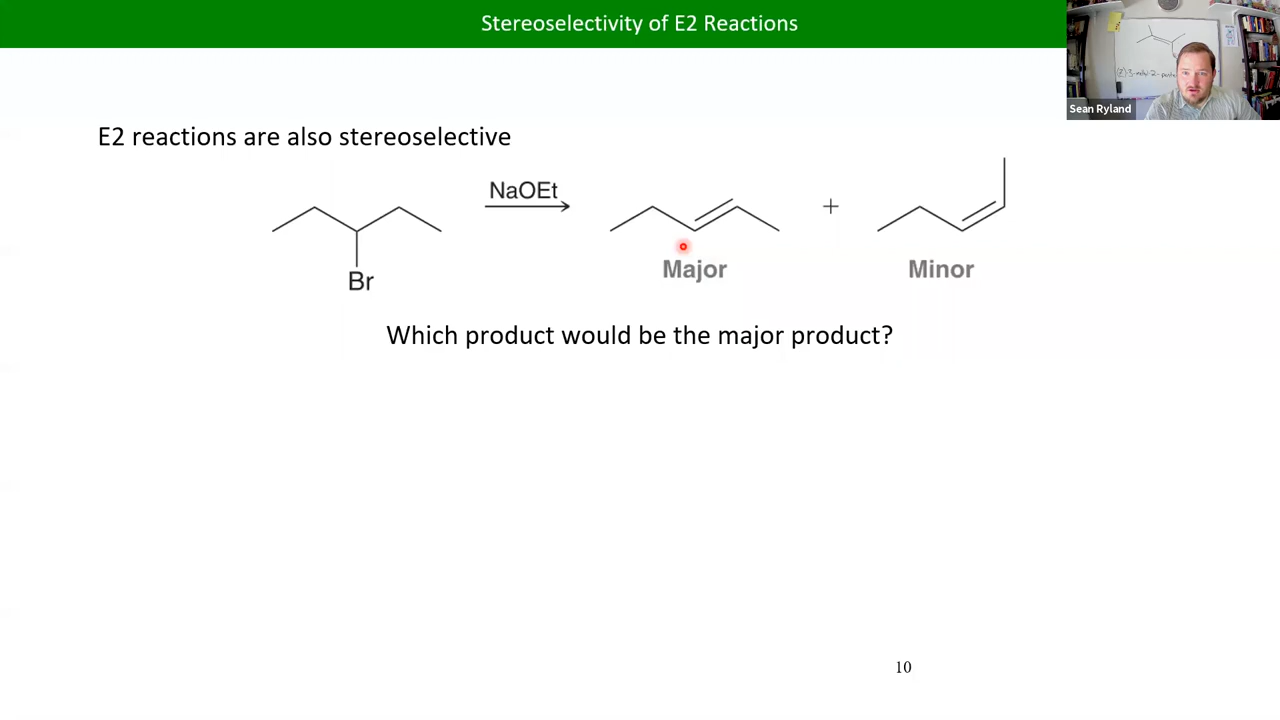 Stereoselectivity of E2 Reactions
Sean Ryland
E2 reactions are also stereoselective
NaOEt
+
Br
Major
Minor
Which product would be the major product?
10